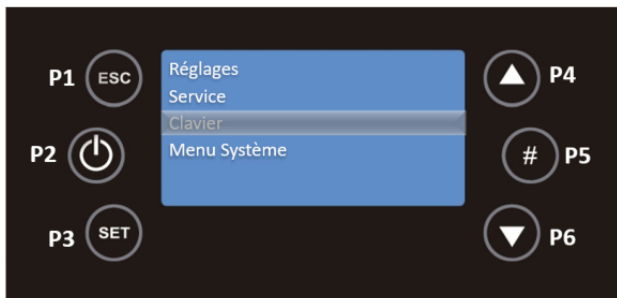 P1 ESC
P2
P3 SET
Réglages
Service
Clavier
Menu Système
P4
# P5
P6